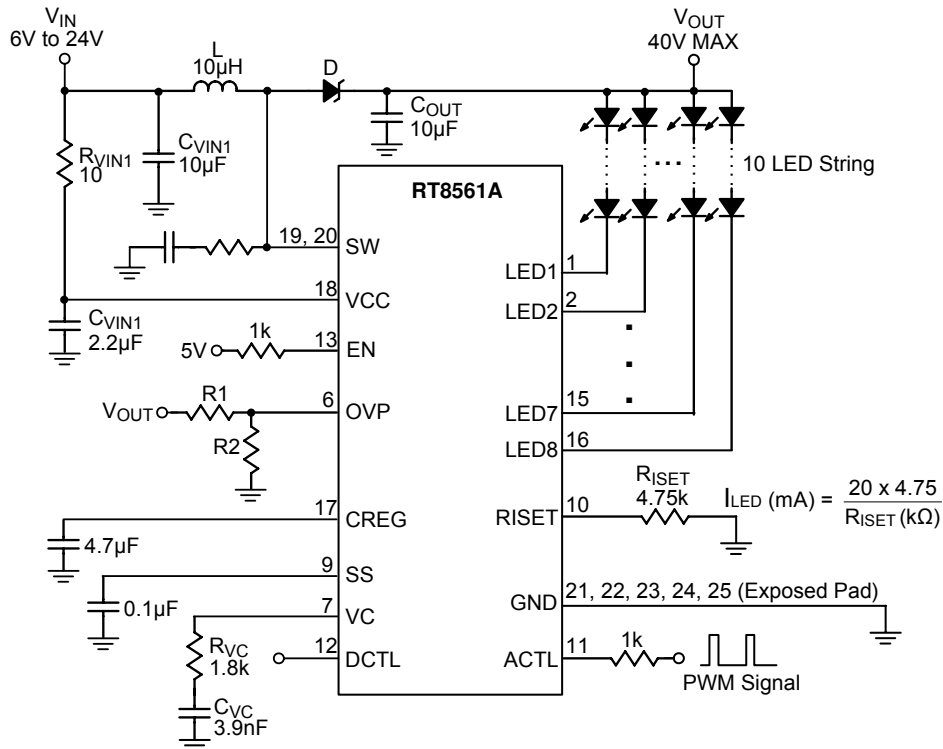 VIN
6V to 24V
VOUT
40V MAX
L
10µH
D
COUT
10µF
RVIN1
10
CVIN1
10µF
10 LED String
RT8561A
19, 20
SW
LED1
1
18
VCC
LED2
2
CVIN1
2.2µF
5V
1k
13
EN
VOUT
R1
6
OVP
LED7
15
R2
LED8
16
RISET
4.75k
ILED (mA) = 20 x 4.75
RISET (kΩ)
17
CREG
RISET
10
4.7µF
9
SS
0.1µF
7
VC
GND
21, 22, 23, 24, 25 (Exposed Pad)
RVC
1.8k
12
DCTL
ACTL
11
1k
PWM Signal
CVC
3.9nF